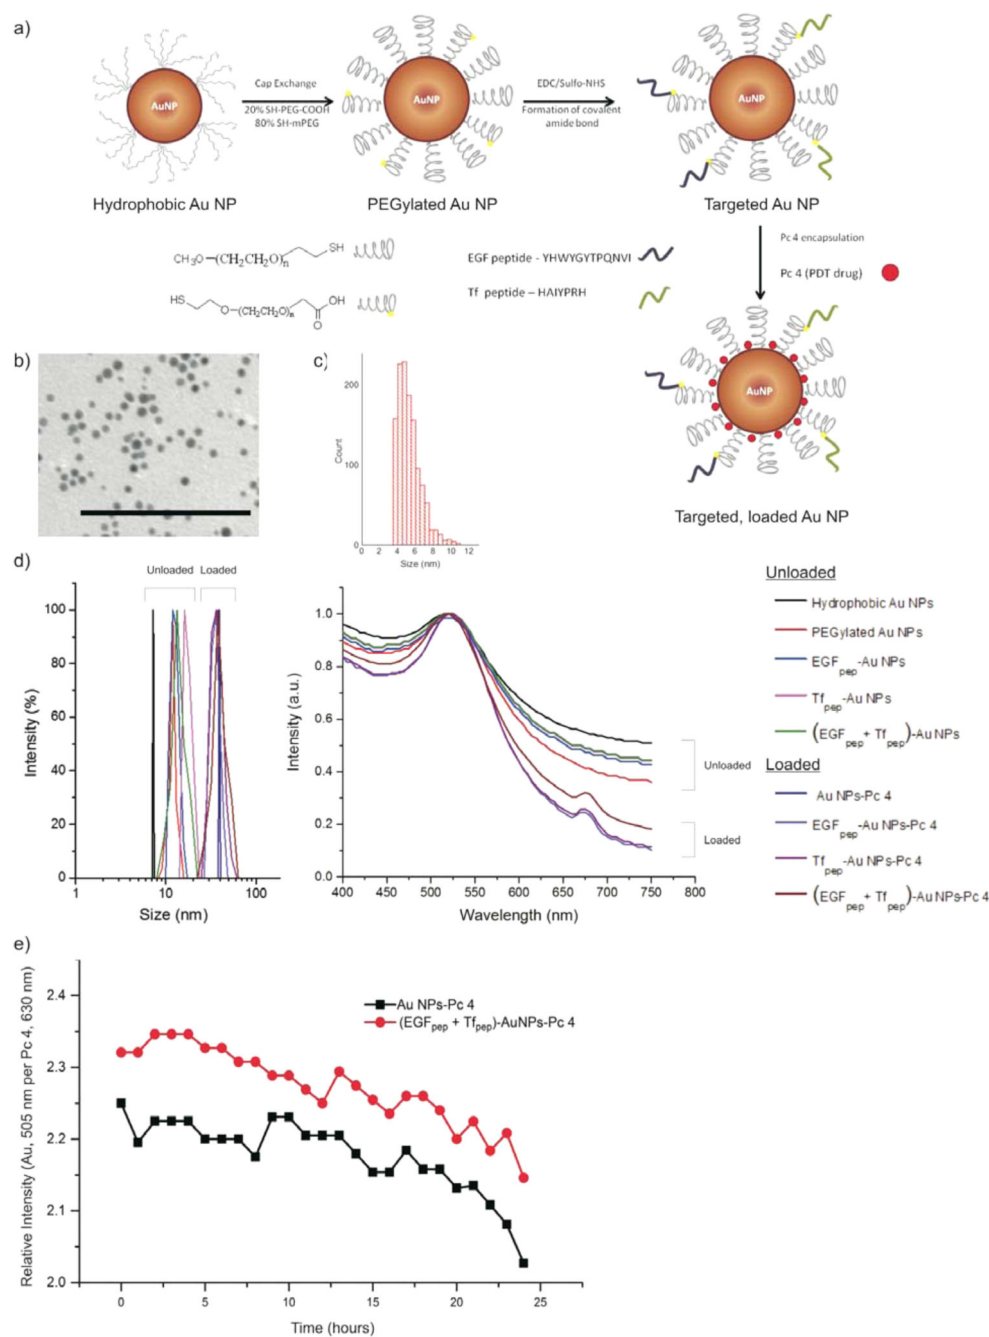 a)
AuNP
Cap Exchange
20% SH-PEG-COOH
80% SH-mPEG
AuNP
EDC/Sulfo-NHS
Formation of covalent
amide bond
AuNP
Hydrophobic Au NP
PEGylated Au NP
Targeted Au NP
Pc 4 encapsulation
Pc 4 (PDT drug)
CH₃O-(CH₂CH₂O)n SH
EGF peptide - YHWYGYTPQNVI
HS O-(CH₂CH₂O)n OH
O
Tf peptide – HAIYPRH
AuNP
Targeted, loaded Au NP
b)
c)
200
100
0
Count
0 2 4 6 8 10 12
Size (nm)
d)
Unloaded Loaded
100
80
60
40
20
0
Intensity (%)
1 10 100
Size (nm)
1.0
0.8
0.6
0.4
0.2
0.0
Intensity (a.u.)
Unloaded
Loaded
400 450 500 550 600 650 700 750 800
Wavelength (nm)
Unloaded
Hydrophobic Au NPs
PEGylated Au NPs
EGFpep-Au NPs
Tfpep-Au NPs
(EGFpep + Tfpep)-Au NPs
Loaded
Au NPs-Pc 4
EGFpep-Au NPs-Pc 4
Tfpep-Au NPs-Pc 4
(EGFpep + Tfpep)-Au NPs-Pc 4
e)
Relative Intensity (Au, 505 nm per Pc 4, 630 nm)
2.4
2.3
2.2
2.1
2.0
Au NPs-Pc 4
(EGFpep + Tfpep)-AuNPs-Pc 4
0 5 10 15 20 25
Time (hours)